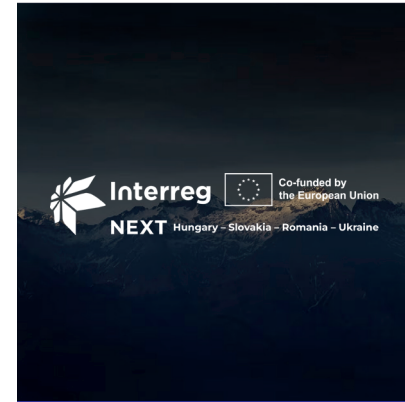 Interreg
Co-funded by
the European Union
NEXT Hungary – Slovakia – Romania – Ukraine